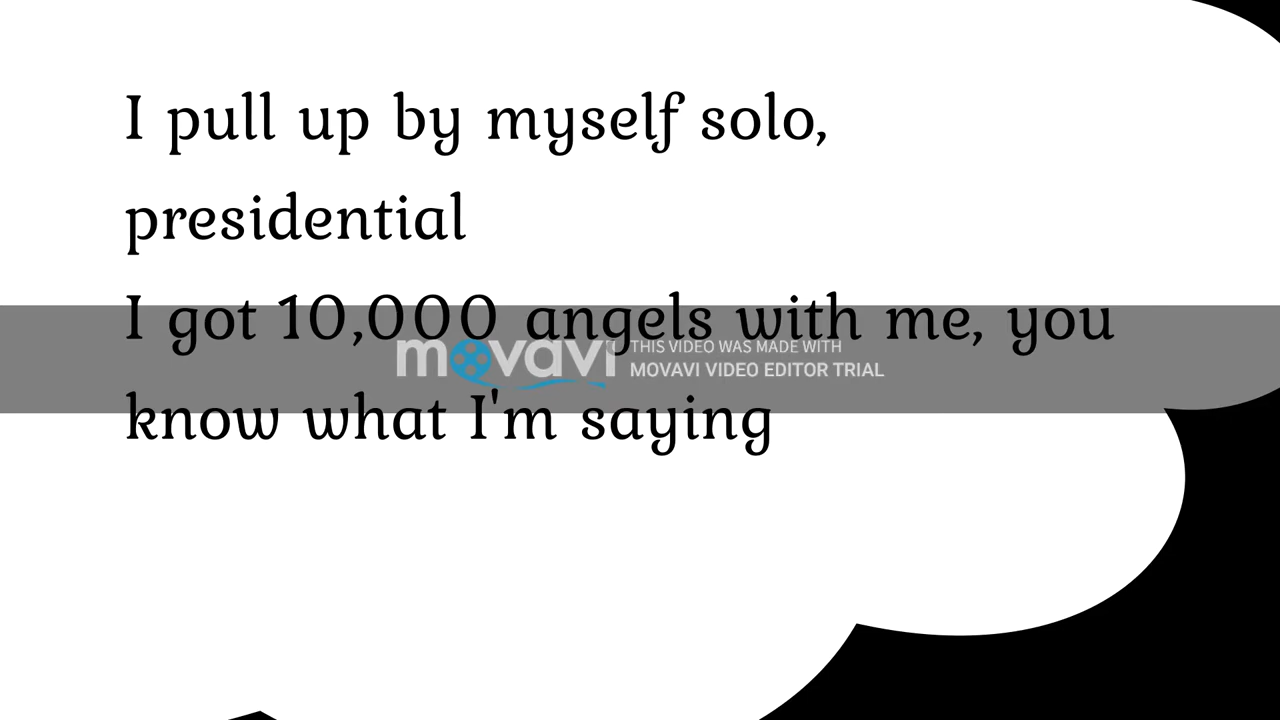 I pull up by myself solo,
presidential
I got 10,000 angels with me, you
movavi THIS VIDEO WAS MADE WITH
MOVAVI VIDEO EDITOR TRIAL
know what I'm saying